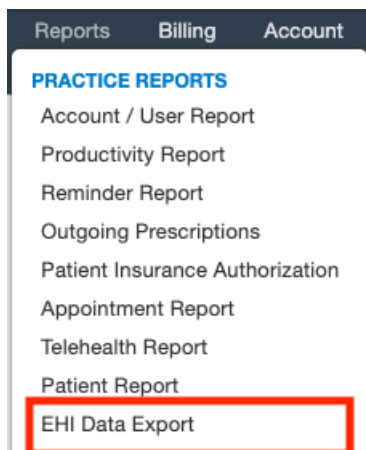 Reports Billing Account
PRACTICE REPORTS
Account / User Report
Productivity Report
Reminder Report
Outgoing Prescriptions
Patient Insurance Authorization
Appointment Report
Telehealth Report
Patient Report
EHI Data Export